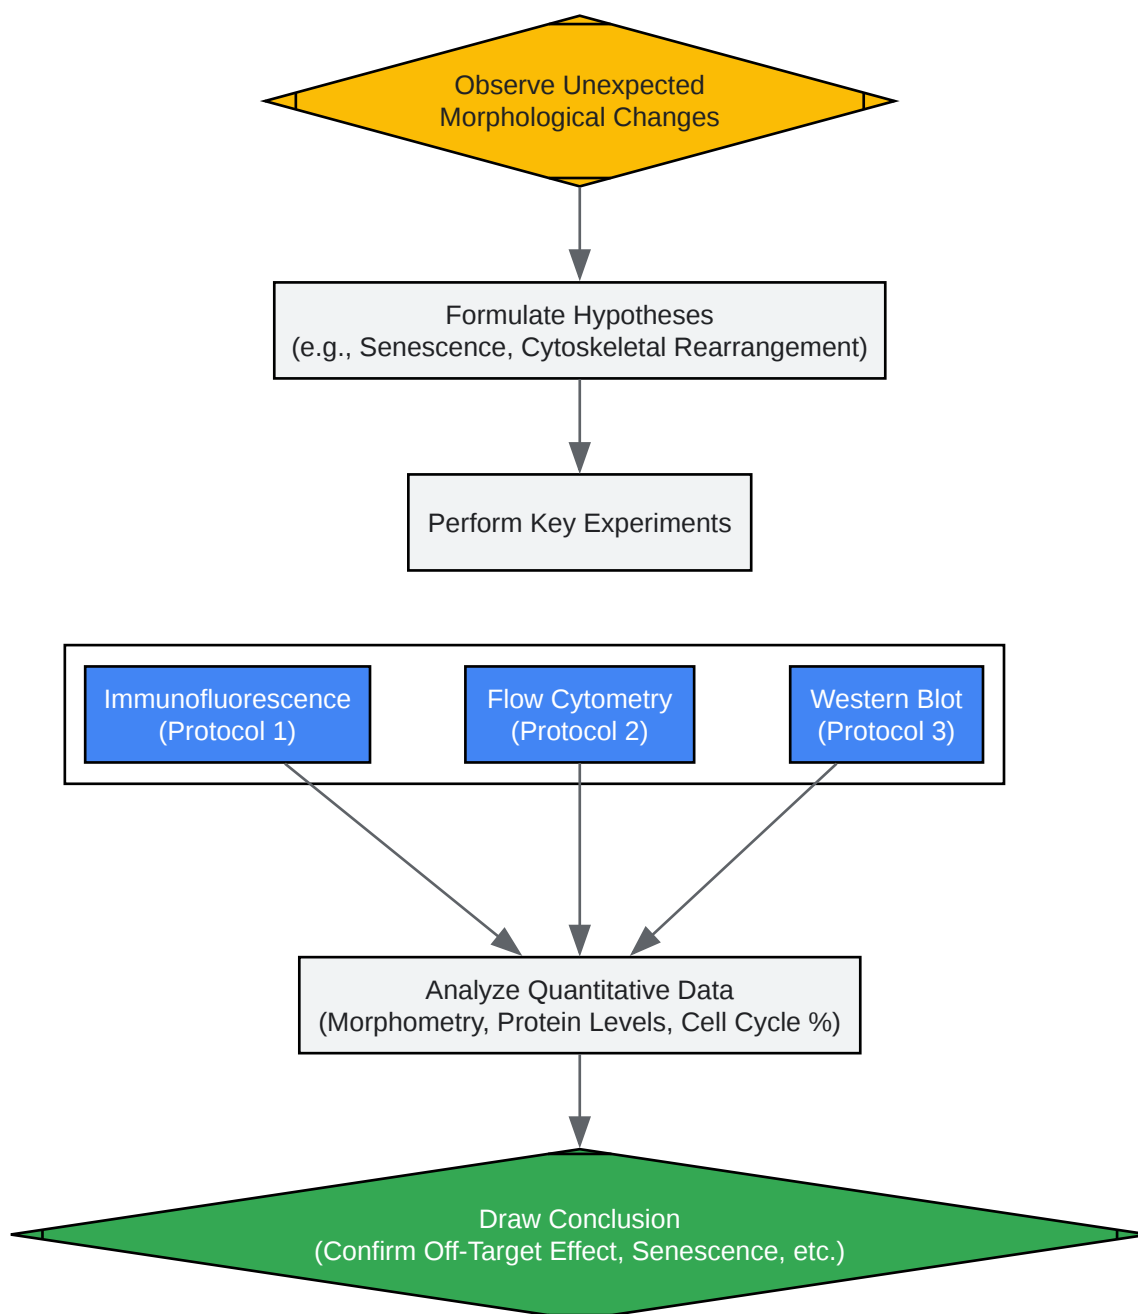 Observe Unexpected
Morphological Changes
Formulate Hypotheses
(e.g., Senescence, Cytoskeletal Rearrangement)
Perform Key Experiments
Immunofluorescence
(Protocol 1)
Flow Cytometry
(Protocol 2)
Western Blot
(Protocol 3)
Analyze Quantitative Data
(Morphometry, Protein Levels, Cell Cycle %)
Draw Conclusion
(Confirm Off-Target Effect, Senescence, etc.)